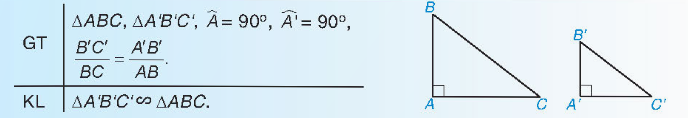 GT
ΔABC, ΔA'B'C', Â = 90°, Â' = 90°,
B'C'/BC = A'B'/AB.
KL
ΔA'B'C' ∽ ΔABC.
B
A
C
B'
A'
C'